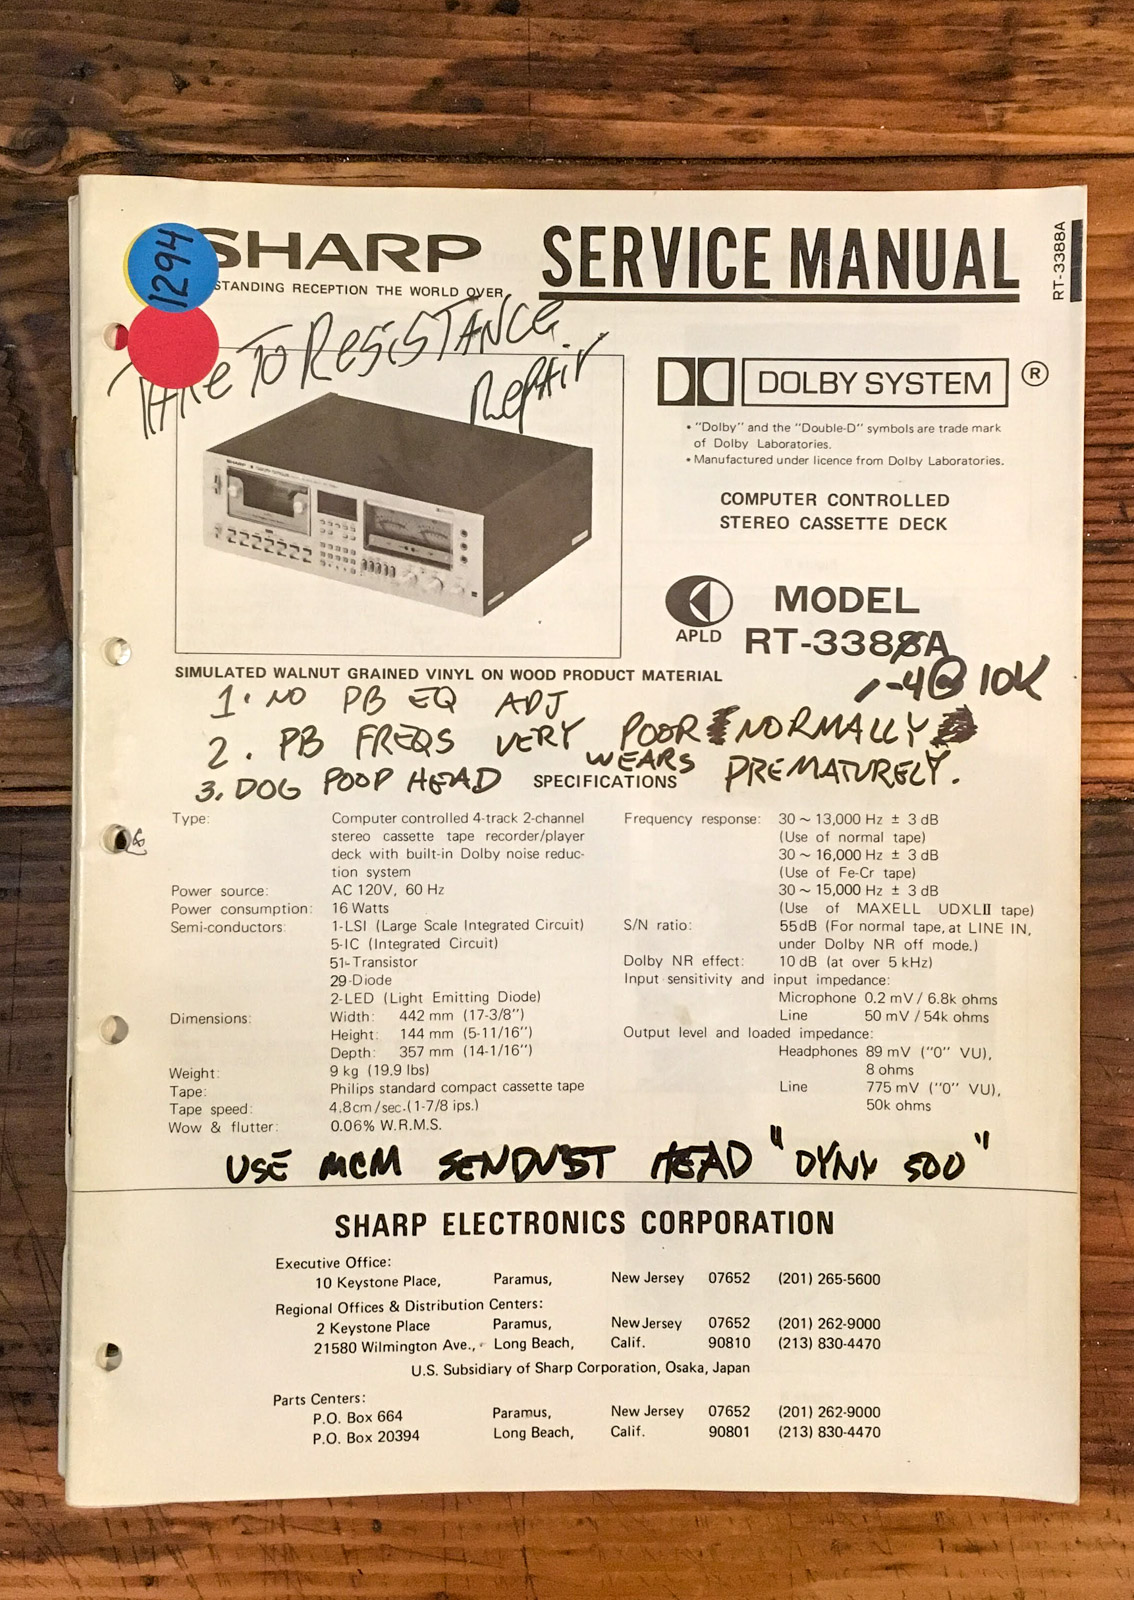 1294
SHARP
STANDING RECEPTION THE WORLD OVER
SERVICE MANUAL
RT-3388A
TAKE TO RESISTANCE
Repair
DOLBY SYSTEM ®
• "Dolby" and the "Double-D" symbols are trade mark
of Dolby Laboratories.
• Manufactured under licence from Dolby Laboratories.
COMPUTER CONTROLLED
STEREO CASSETTE DECK
APLD
MODEL
RT-3388A
-4@10K
SIMULATED WALNUT GRAINED VINYL ON WOOD PRODUCT MATERIAL
1. NO PB EQ ADJ
2. PB FREQS VERY POOR NORMALLY
3. DOG POOP HEAD WEARS PREMATURELY.
SPECIFICATIONS
Type: Computer controlled 4-track 2-channel
stereo cassette tape recorder/player
deck with built-in Dolby noise reduc-
tion system
Power source: AC 120V, 60 Hz
Power consumption: 16 Watts
Semi-conductors: 1-LSI (Large Scale Integrated Circuit)
5-IC (Integrated Circuit)
51-Transistor
29-Diode
2-LED (Light Emitting Diode)
Dimensions: Width: 442 mm (17-3/8")
Height: 144 mm (5-11/16")
Depth: 357 mm (14-1/16")
Weight: 9 kg (19.9 lbs)
Tape: Philips standard compact cassette tape
Tape speed: 4.8cm/sec.(1-7/8 ips.)
Wow & flutter: 0.06% W.R.M.S.
Frequency response: 30 ~ 13,000 Hz ± 3 dB
(Use of normal tape)
30 ~ 16,000 Hz ± 3 dB
(Use of Fe-Cr tape)
30 ~ 15,000 Hz ± 3 dB
(Use of MAXELL UDXLII tape)
S/N ratio: 55dB (For normal tape, at LINE IN,
under Dolby NR off mode.)
Dolby NR effect: 10 dB (at over 5 kHz)
Input sensitivity and input impedance:
Microphone 0.2 mV / 6.8k ohms
Line 50 mV / 54k ohms
Output level and loaded impedance:
Headphones 89 mV ("0" VU),
8 ohms
Line 775 mV ("0" VU),
50k ohms
USE MCM SENDUST HEAD "DYNY 500"
SHARP ELECTRONICS CORPORATION
Executive Office:
10 Keystone Place, Paramus, New Jersey 07652 (201) 265-5600
Regional Offices & Distribution Centers:
2 Keystone Place Paramus, New Jersey 07652 (201) 262-9000
21580 Wilmington Ave., Long Beach, Calif. 90810 (213) 830-4470
U.S. Subsidiary of Sharp Corporation, Osaka, Japan
Parts Centers:
P.O. Box 664 Paramus, New Jersey 07652 (201) 262-9000
P.O. Box 20394 Long Beach, Calif. 90801 (213) 830-4470